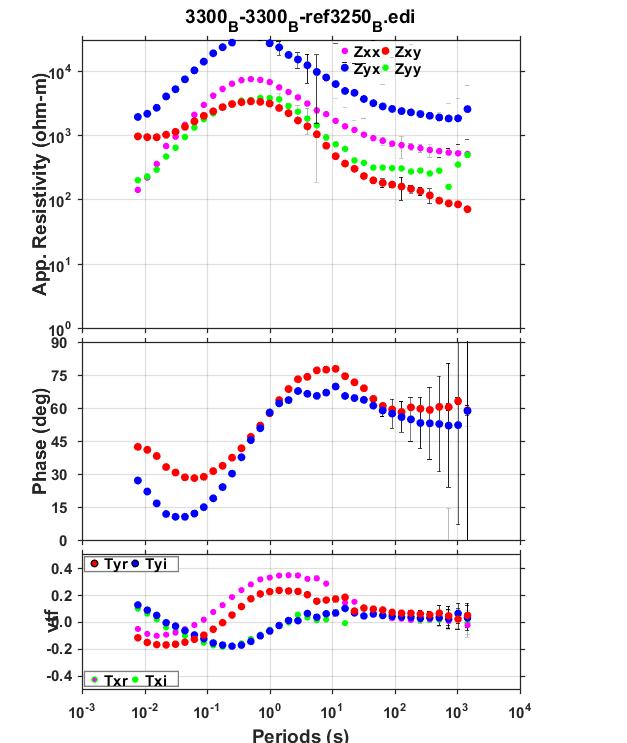 3300B-3300B-ref3250B.edi
App. Resistivity (ohm-m)
10^4
10^3
10^2
10^1
10^0
Zxx Zxy
Zyx Zyy
Phase (deg)
90
75
60
45
30
15
0
vtf
0.4
0.2
0.0
-0.2
-0.4
Tyr Tyi
Txr Txi
10^-3 10^-2 10^-1 10^0 10^1 10^2 10^3 10^4
Periods (s)